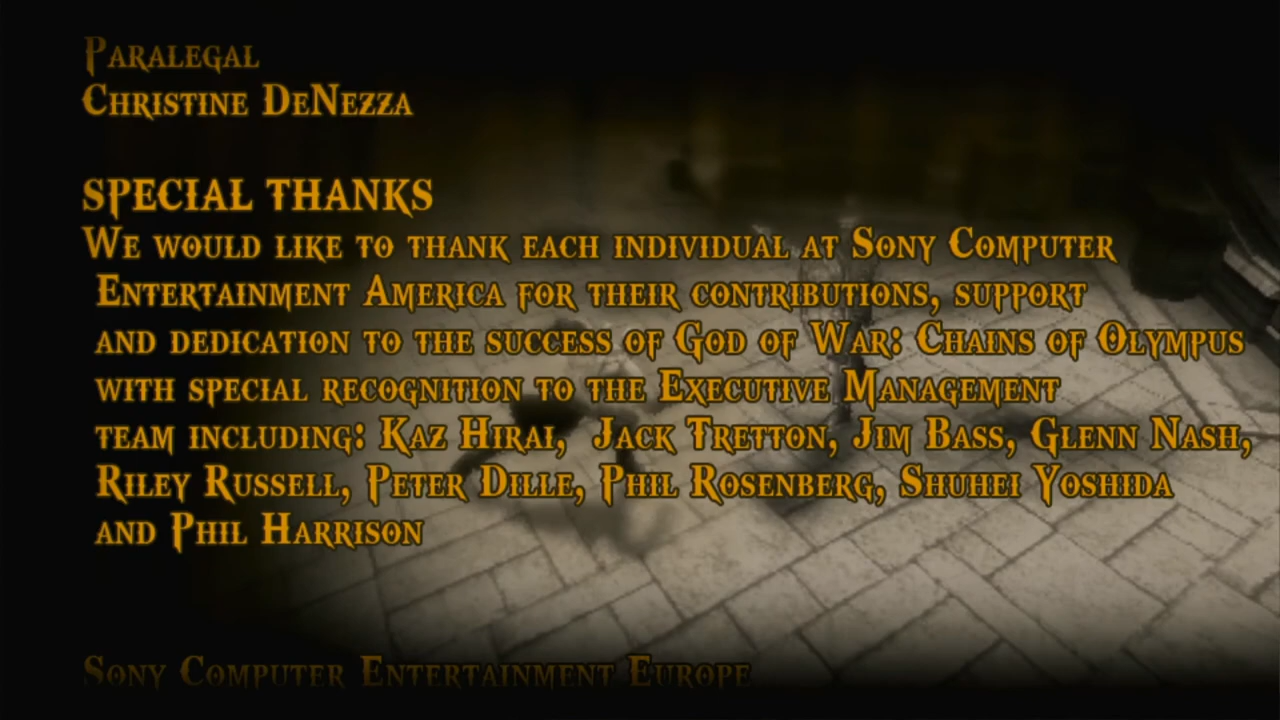 Paralegal
Christine DeNezza
SPECIAL THANKS
We would like to thank each individual at Sony Computer
Entertainment America for their contributions, support
and dedication to the success of God of War: Chains of Olympus
with special recognition to the Executive Management
team including: Kaz Hirai, Jack Tretton, Jim Bass, Glenn Nash,
Riley Russell, Peter Dille, Phil Rosenberg, Shuhei Yoshida
and Phil Harrison
Sony Computer Entertainment Europe